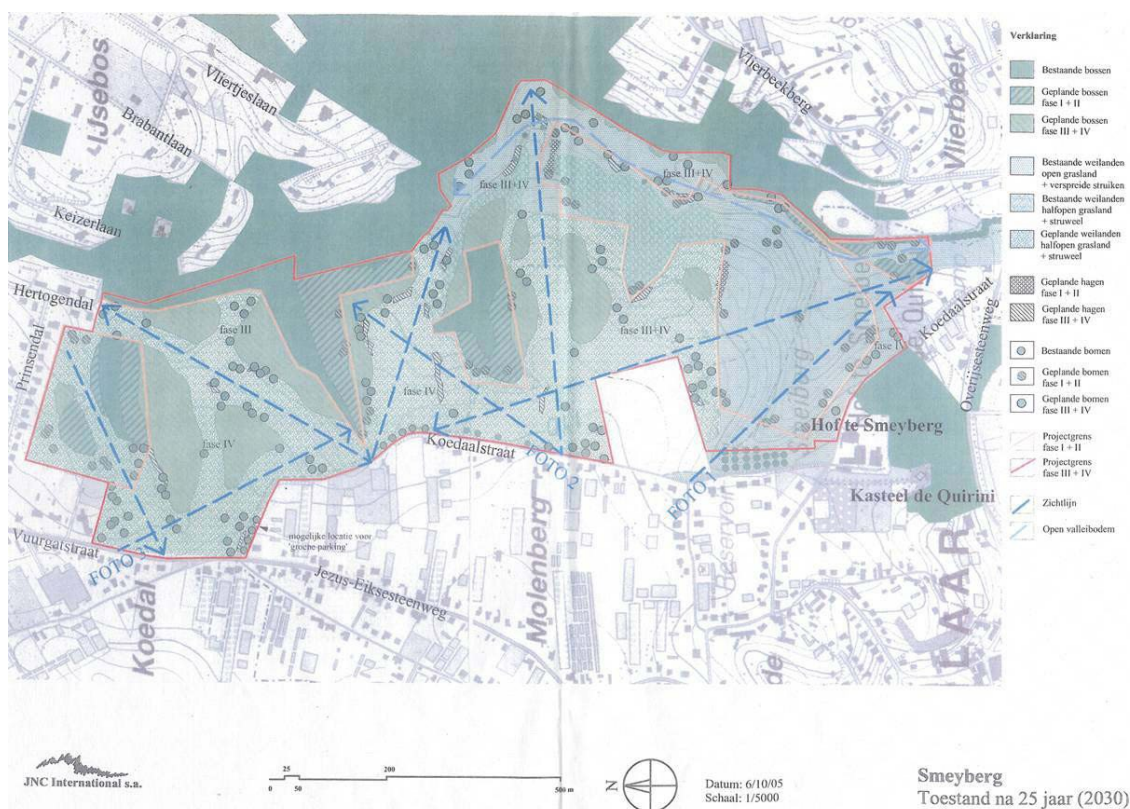 IJsebos
Vliertjeslaan
Brabantlaan
Keizerlaan
Hertogendal
Prinsendal
Vlierbeekberg
Vlierbeek
fase III+IV
fase III+IV
fase III
fase III+IV
fase IV
fase IV
fase IV
Koedaalstraat
Overijsesteenweg
Koedaalstraat
Hof te Smeyberg
Kasteel de Quirini
FOTO 1
FOTO 2
FOTO
Vuurgatstraat
mogelijke locatie voor
'groene parking'
Jezus-Eiksesteenweg
Koedal
Molenberg
LAAR
Verklaring
Bestaande bossen
Geplande bossen
fase I + II
Geplande bossen
fase III + IV
Bestaande weilanden
open grasland
+ verspreide struiken
Bestaande weilanden
halfopen grasland
+ struweel
Geplande weilanden
halfopen grasland
+ struweel
Geplande hagen
fase I + II
Geplande hagen
fase III + IV
Bestaande bomen
Geplande bomen
fase I + II
Geplande bomen
fase III + IV
Projectgrens
fase I + II
Projectgrens
fase III + IV
Zichtlijn
Open valleibodem
JNC International s.a.
0 25 50 200 500 m
N
Datum: 6/10/05
Schaal: 1/5000
Smeyberg
Toestand na 25 jaar (2030)